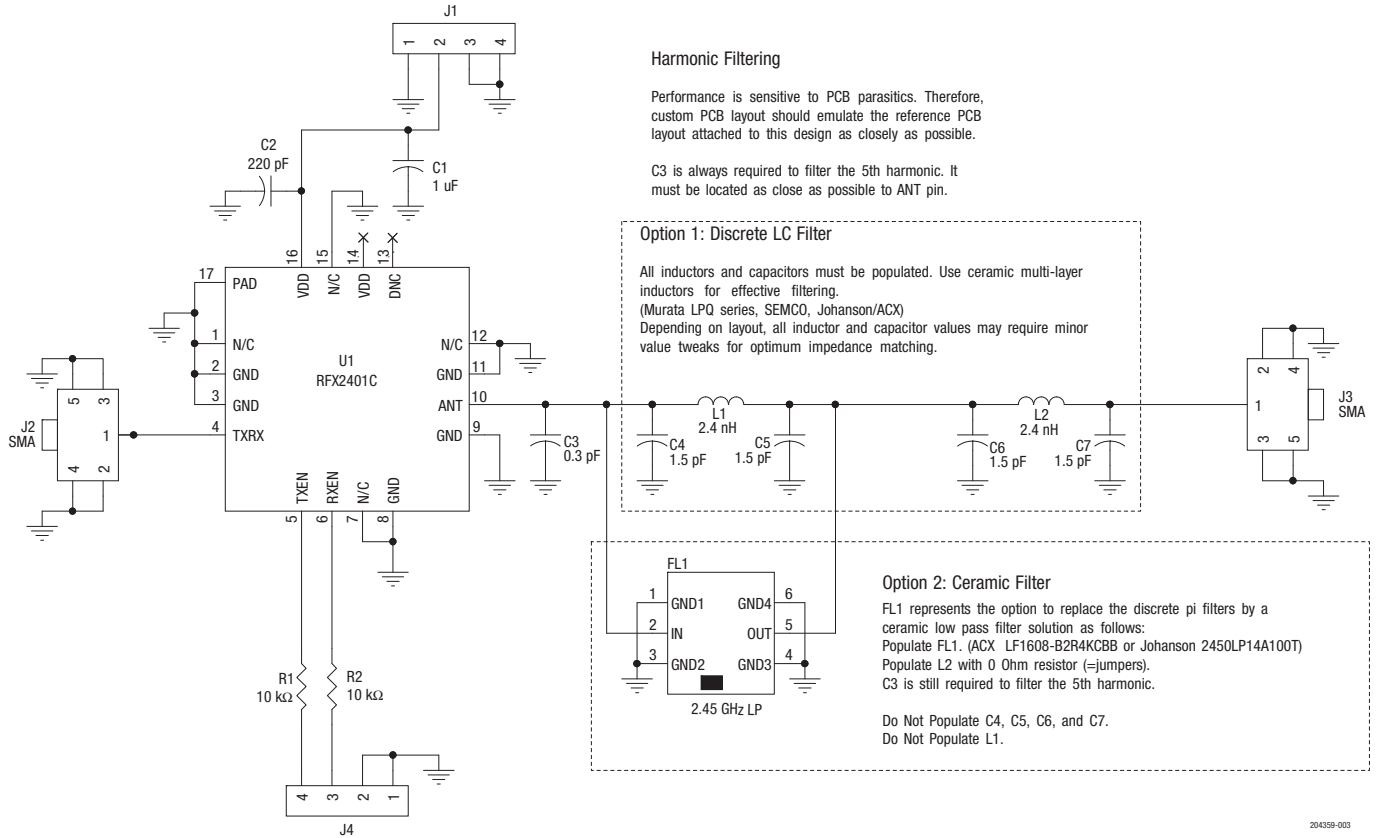 J1
1 2 3 4
Harmonic Filtering
Performance is sensitive to PCB parasitics. Therefore,
custom PCB layout should emulate the reference PCB
layout attached to this design as closely as possible.
C3 is always required to filter the 5th harmonic. It
must be located as close as possible to ANT pin.
C2
220 pF
C1
1 uF
16 15 14 13
VDD N/C VDD DNC
17 PAD
1 N/C
2 GND
3 GND
4 TXRX
U1
RFX2401C
N/C 12
GND 11
ANT 10
GND 9
TXEN RXEN N/C GND
5 6 7 8
J2
SMA
5 3
1
4 2
Option 1: Discrete LC Filter
All inductors and capacitors must be populated. Use ceramic multi-layer
inductors for effective filtering.
(Murata LPQ series, SEMCO, Johanson/ACX)
Depending on layout, all inductor and capacitor values may require minor
value tweaks for optimum impedance matching.
C3
0.3 pF
C4
1.5 pF
L1
2.4 nH
C5
1.5 pF
C6
1.5 pF
L2
2.4 nH
C7
1.5 pF
2 4
1
3 5
J3
SMA
FL1
1 GND1
2 IN
3 GND2
GND4 6
OUT 5
GND3 4
2.45 GHz LP
Option 2: Ceramic Filter
FL1 represents the option to replace the discrete pi filters by a
ceramic low pass filter solution as follows:
Populate FL1. (ACX LF1608-B2R4KCBB or Johanson 2450LP14A100T)
Populate L2 with 0 Ohm resistor (=jumpers).
C3 is still required to filter the 5th harmonic.
Do Not Populate C4, C5, C6, and C7.
Do Not Populate L1.
R1
10 kΩ
R2
10 kΩ
4 3 2 1
J4
204359-003